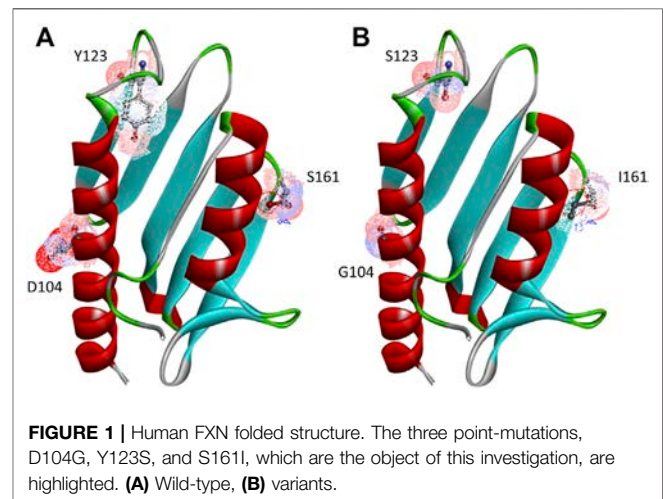 A
B
Y123
S123
S161
I161
D104
G104
FIGURE 1 | Human FXN folded structure. The three point-mutations,
D104G, Y123S, and S161I, which are the object of this investigation, are
highlighted. (A) Wild-type, (B) variants.